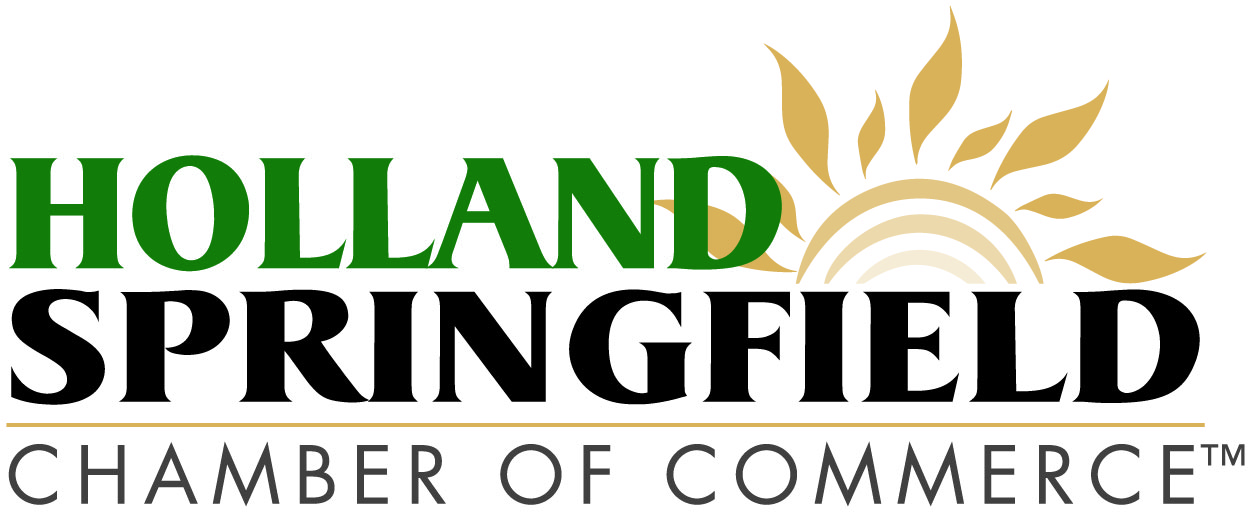 HOLLAND
SPRINGFIELD
CHAMBER OF COMMERCE™